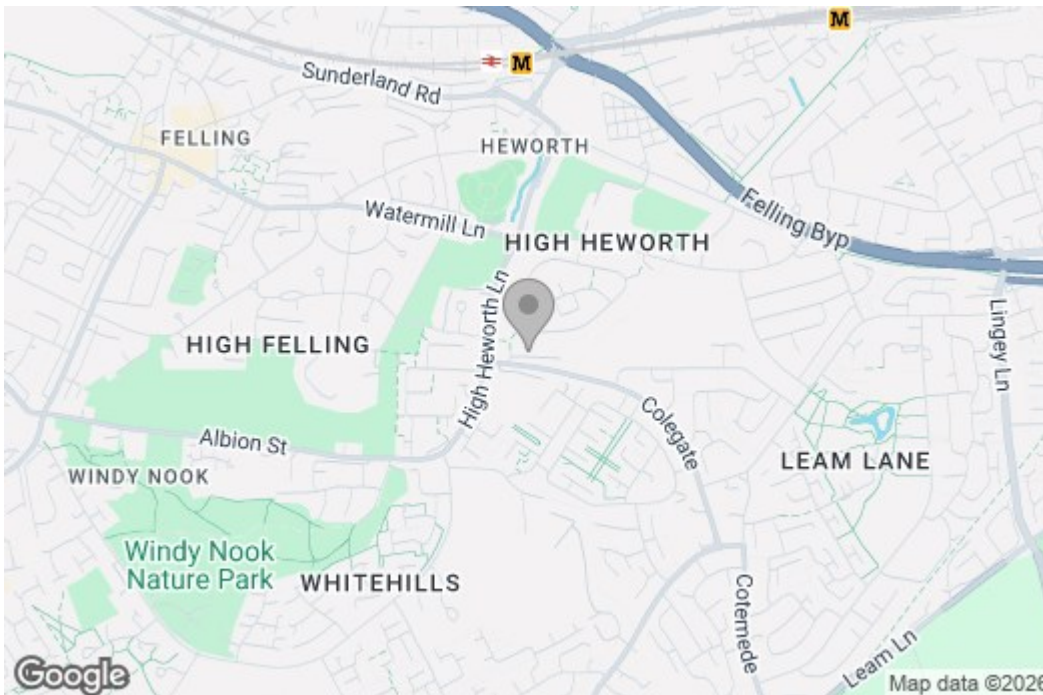 M
M
Sunderland Rd
FELLING
HEWORTH
Watermill Ln
Felling Byp
HIGH HEWORTH
High Heworth Ln
Lingey Ln
HIGH FELLING
Colegate
Albion St
LEAM LANE
WINDY NOOK
Windy Nook
Nature Park
WHITEHILLS
Cotemede
Leam Ln
Google
Map data ©2026